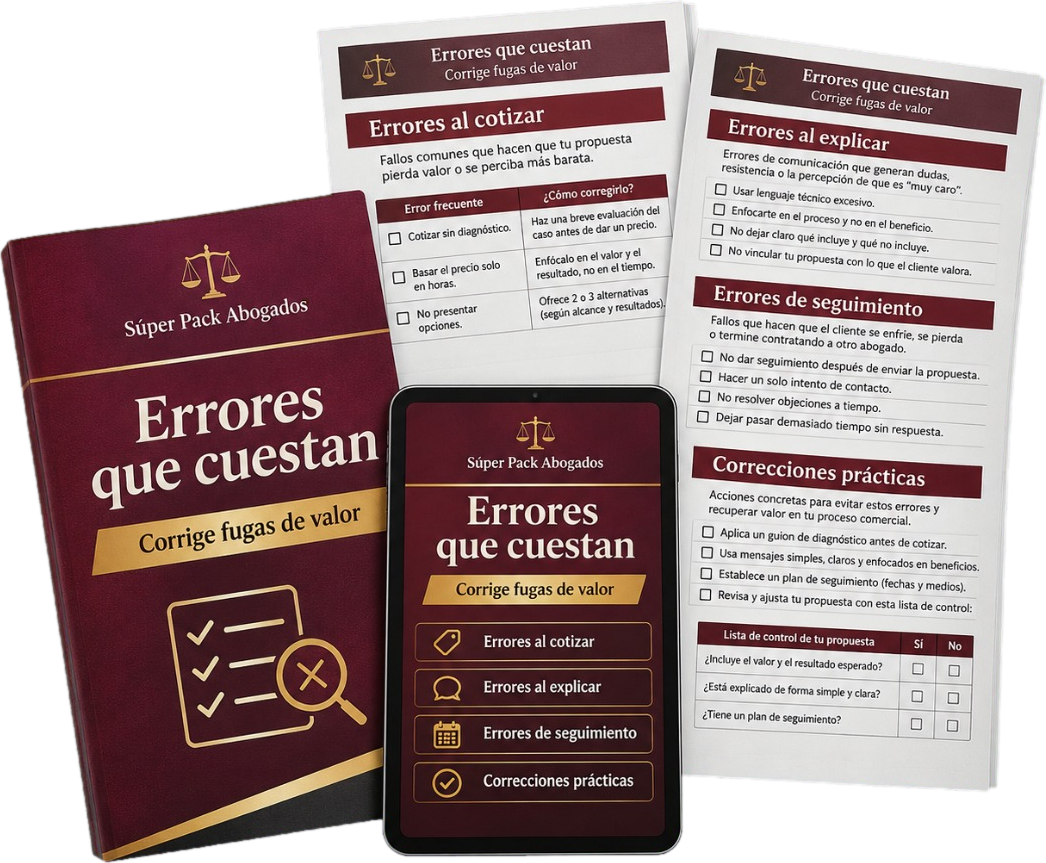 Súper Pack Abogados
Errores
que cuestan
Corrige fugas de valor
Errores que cuestan
Corrige fugas de valor
Errores al cotizar
Fallos comunes que hacen que tu propuesta
pierda valor o se perciba más barata.
Error frecuente
¿Cómo corregirlo?
Cotizar sin diagnóstico.
Haz una breve evaluación del
caso antes de dar un precio.
Basar el precio solo
en horas.
Enfócalo en el valor y el
resultado, no en el tiempo.
No presentar
opciones.
Ofrece 2 o 3 alternativas
(según alcance y resultados).
Errores que cuestan
Corrige fugas de valor
Errores al explicar
Errores de comunicación que generan dudas,
resistencia o la percepción de que es "muy caro".
Usar lenguaje técnico excesivo.
Enfocarte en el proceso y no en el beneficio.
No dejar claro qué incluye y qué no incluye.
No vincular tu propuesta con lo que el cliente valora.
Errores de seguimiento
Fallos que hacen que el cliente se enfríe, se pierda
o termine contratando a otro abogado.
No dar seguimiento después de enviar la propuesta.
Hacer un solo intento de contacto.
No resolver objeciones a tiempo.
Dejar pasar demasiado tiempo sin respuesta.
Correcciones prácticas
Acciones concretas para evitar estos errores y
recuperar valor en tu proceso comercial.
Aplica un guion de diagnóstico antes de cotizar.
Usa mensajes simples, claros y enfocados en beneficios.
Establece un plan de seguimiento (fechas y medios).
Revisa y ajusta tu propuesta con esta lista de control:
Lista de control de tu propuesta Sí No
¿Incluye el valor y el resultado esperado?
¿Está explicado de forma simple y clara?
¿Tiene un plan de seguimiento?
Súper Pack Abogados
Errores
que cuestan
Corrige fugas de valor
Errores al cotizar
Errores al explicar
Errores de seguimiento
Correcciones prácticas